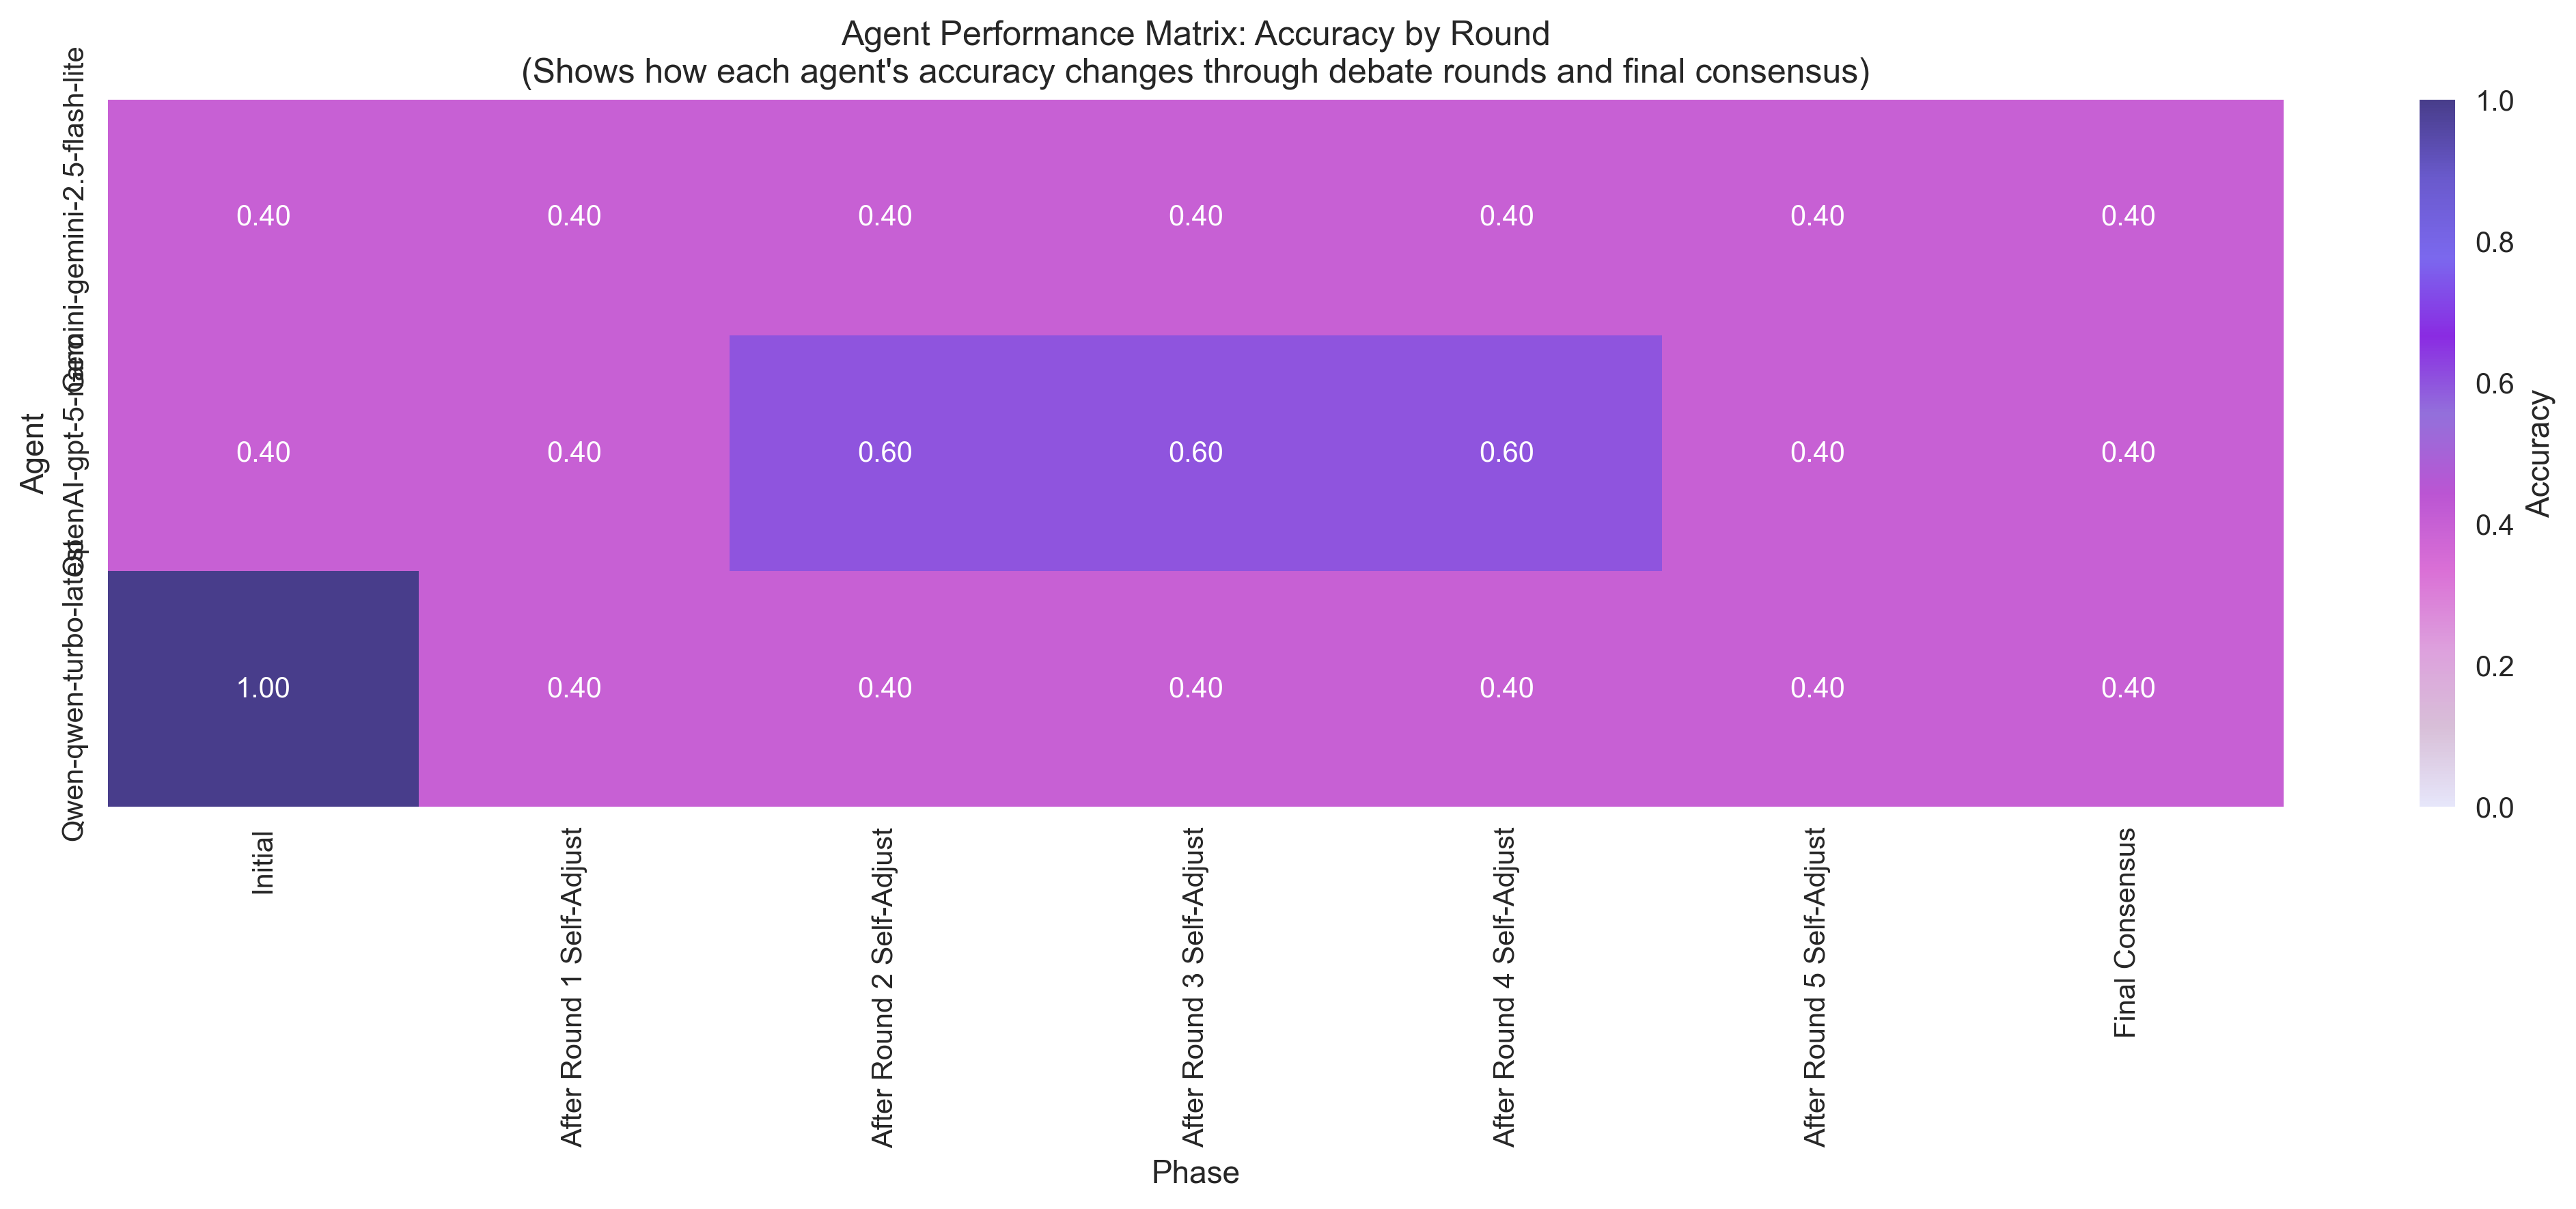 Agent Performance Matrix: Accuracy by Round
(Shows how each agent's accuracy changes through debate rounds and final consensus)
Agent
Gemini-gemini-2.5-flash-lite
OpenAI-gpt-5-nano
Qwen-qwen-turbo-latest
0.40 0.40 0.40 0.40 0.40 0.40 0.40
0.40 0.40 0.60 0.60 0.60 0.40 0.40
1.00 0.40 0.40 0.40 0.40 0.40 0.40
Initial
After Round 1 Self-Adjust
After Round 2 Self-Adjust
After Round 3 Self-Adjust
After Round 4 Self-Adjust
After Round 5 Self-Adjust
Final Consensus
Phase
1.0
0.8
0.6
0.4
0.2
0.0
Accuracy